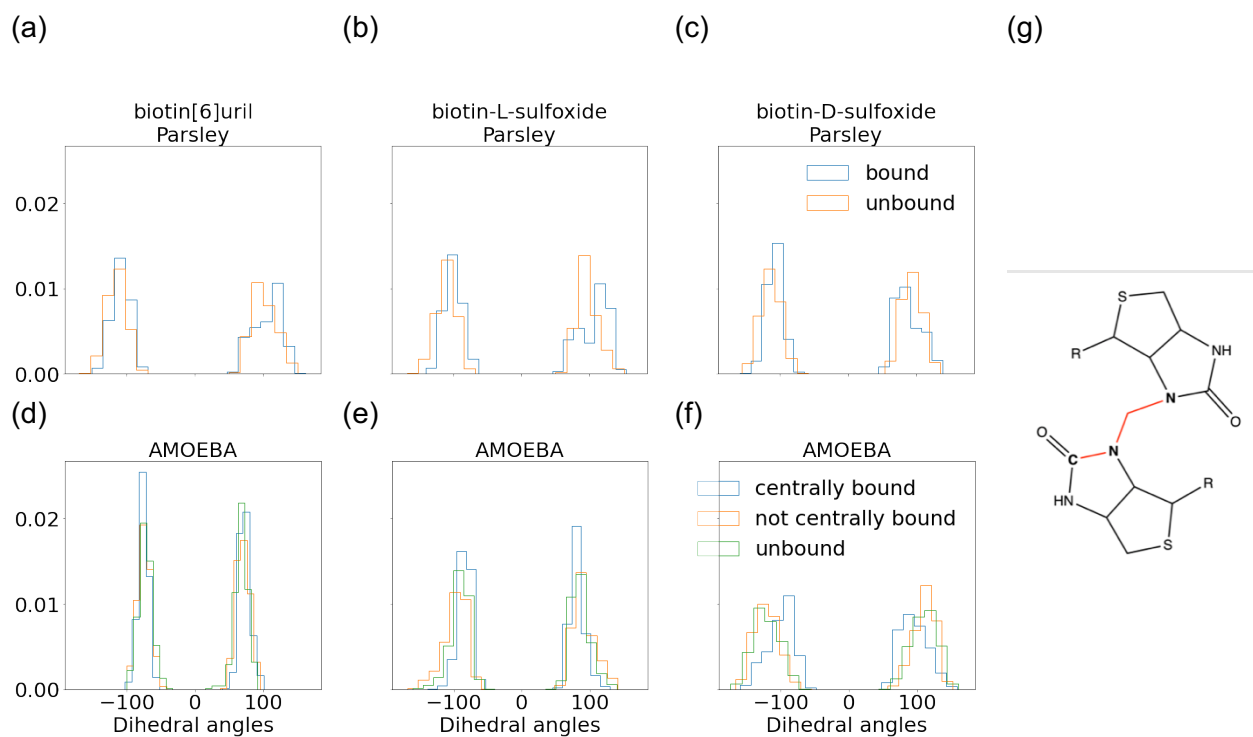 (a)
(b)
(c)
(g)
biotin[6]uril
Parsley
biotin-L-sulfoxide
Parsley
biotin-D-sulfoxide
Parsley
bound
unbound
0.02
0.01
0.00
S
R
NH
N
O
O
C
N
HN
R
S
(d)
(e)
(f)
AMOEBA
AMOEBA
AMOEBA
centrally bound
not centrally bound
unbound
0.02
0.01
0.00
−100 0 100
−100 0 100
−100 0 100
Dihedral angles
Dihedral angles
Dihedral angles